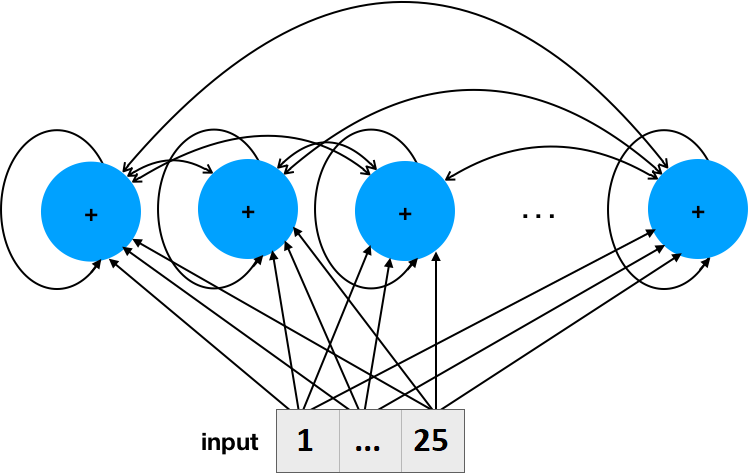 + + + ... +
input 1 ... 25